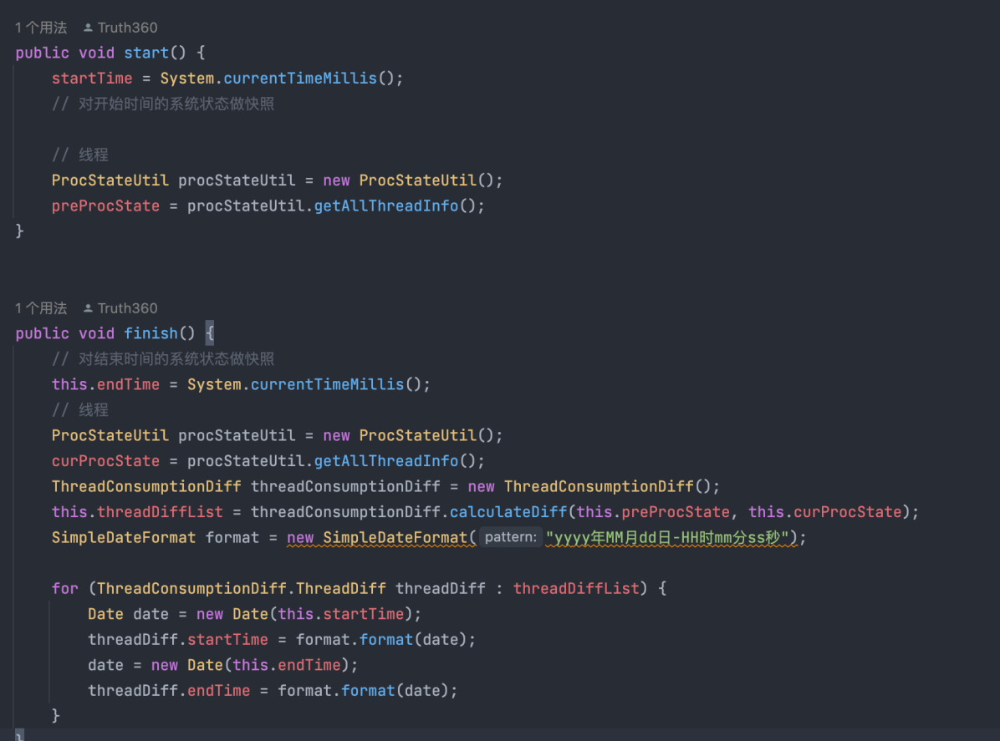 1个用法 Truth360
public void start() {
    startTime = System.currentTimeMillis();
    // 对开始时间的系统状态做快照

    // 线程
    ProcStateUtil procStateUtil = new ProcStateUtil();
    preProcState = procStateUtil.getAllThreadInfo();
}

1个用法 Truth360
public void finish() {
    // 对结束时间的系统状态做快照
    this.endTime = System.currentTimeMillis();
    // 线程
    ProcStateUtil procStateUtil = new ProcStateUtil();
    curProcState = procStateUtil.getAllThreadInfo();
    ThreadConsumptionDiff threadConsumptionDiff = new ThreadConsumptionDiff();
    this.threadDiffList = threadConsumptionDiff.calculateDiff(this.preProcState, this.curProcState);
    SimpleDateFormat format = new SimpleDateFormat( pattern: "yyyy年MM月dd日-HH时mm分ss秒");

    for (ThreadConsumptionDiff.ThreadDiff threadDiff : threadDiffList) {
        Date date = new Date(this.startTime);
        threadDiff.startTime = format.format(date);
        date = new Date(this.endTime);
        threadDiff.endTime = format.format(date);
    }
}